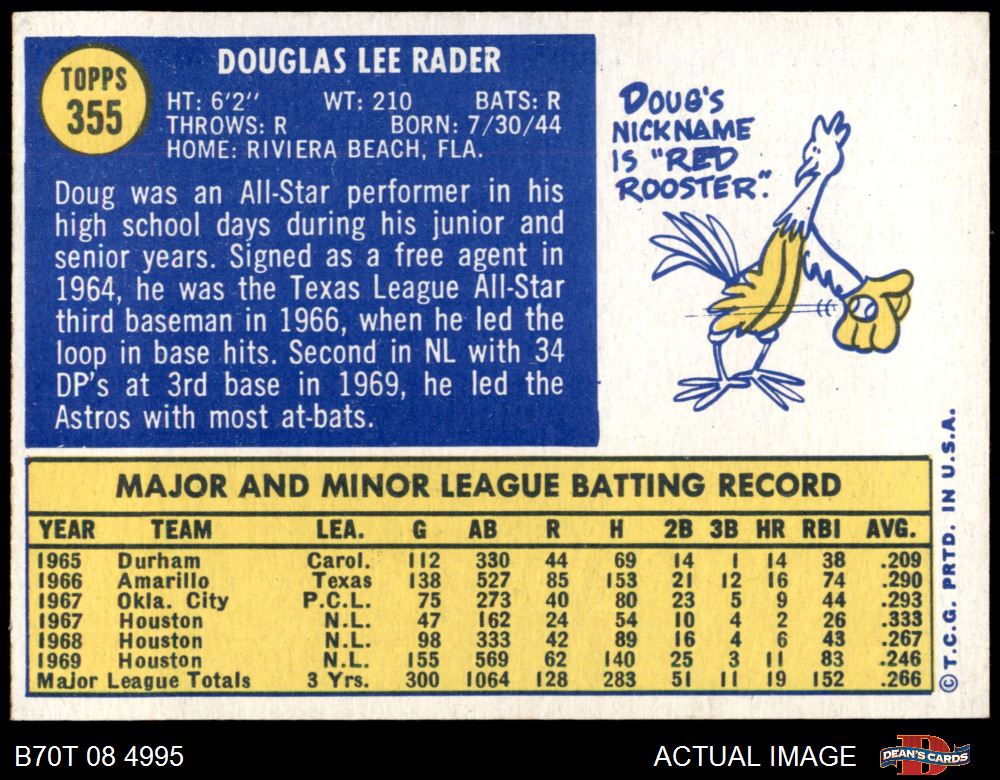 TOPPS
355
DOUGLAS LEE RADER
HT: 6'2" WT: 210 BATS: R
THROWS: R BORN: 7/30/44
HOME: RIVIERA BEACH, FLA.
Doug was an All-Star performer in his
high school days during his junior and
senior years. Signed as a free agent in
1964, he was the Texas League All-Star
third baseman in 1966, when he led the
loop in base hits. Second in NL with 34
DP's at 3rd base in 1969, he led the
Astros with most at-bats.
DOUG'S
NICKNAME
IS "RED
ROOSTER".
MAJOR AND MINOR LEAGUE BATTING RECORD
YEAR TEAM LEA. G AB R H 2B 3B HR RBI AVG.
1965 Durham Carol. 112 330 44 69 14 1 14 38 .209
1966 Amarillo Texas 138 527 85 153 21 12 16 74 .290
1967 Okla. City P.C.L. 75 273 40 80 23 5 9 44 .293
1967 Houston N.L. 47 162 24 54 10 4 2 26 .333
1968 Houston N.L. 98 333 42 89 16 4 6 43 .267
1969 Houston N.L. 155 569 62 140 25 3 11 83 .246
Major League Totals 3 Yrs. 300 1064 128 283 51 11 19 152 .266
©T.C.G. PRTD. IN U.S.A.
B70T 08 4995
ACTUAL IMAGE
D
DEAN'S CARDS